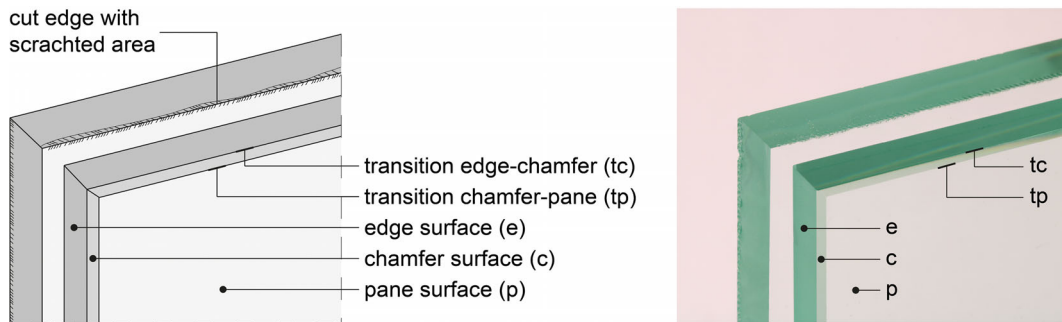 cut edge with
scrachted area
transition edge-chamfer (tc)
transition chamfer-pane (tp)
edge surface (e)
chamfer surface (c)
pane surface (p)
tc
tp
e
c
p